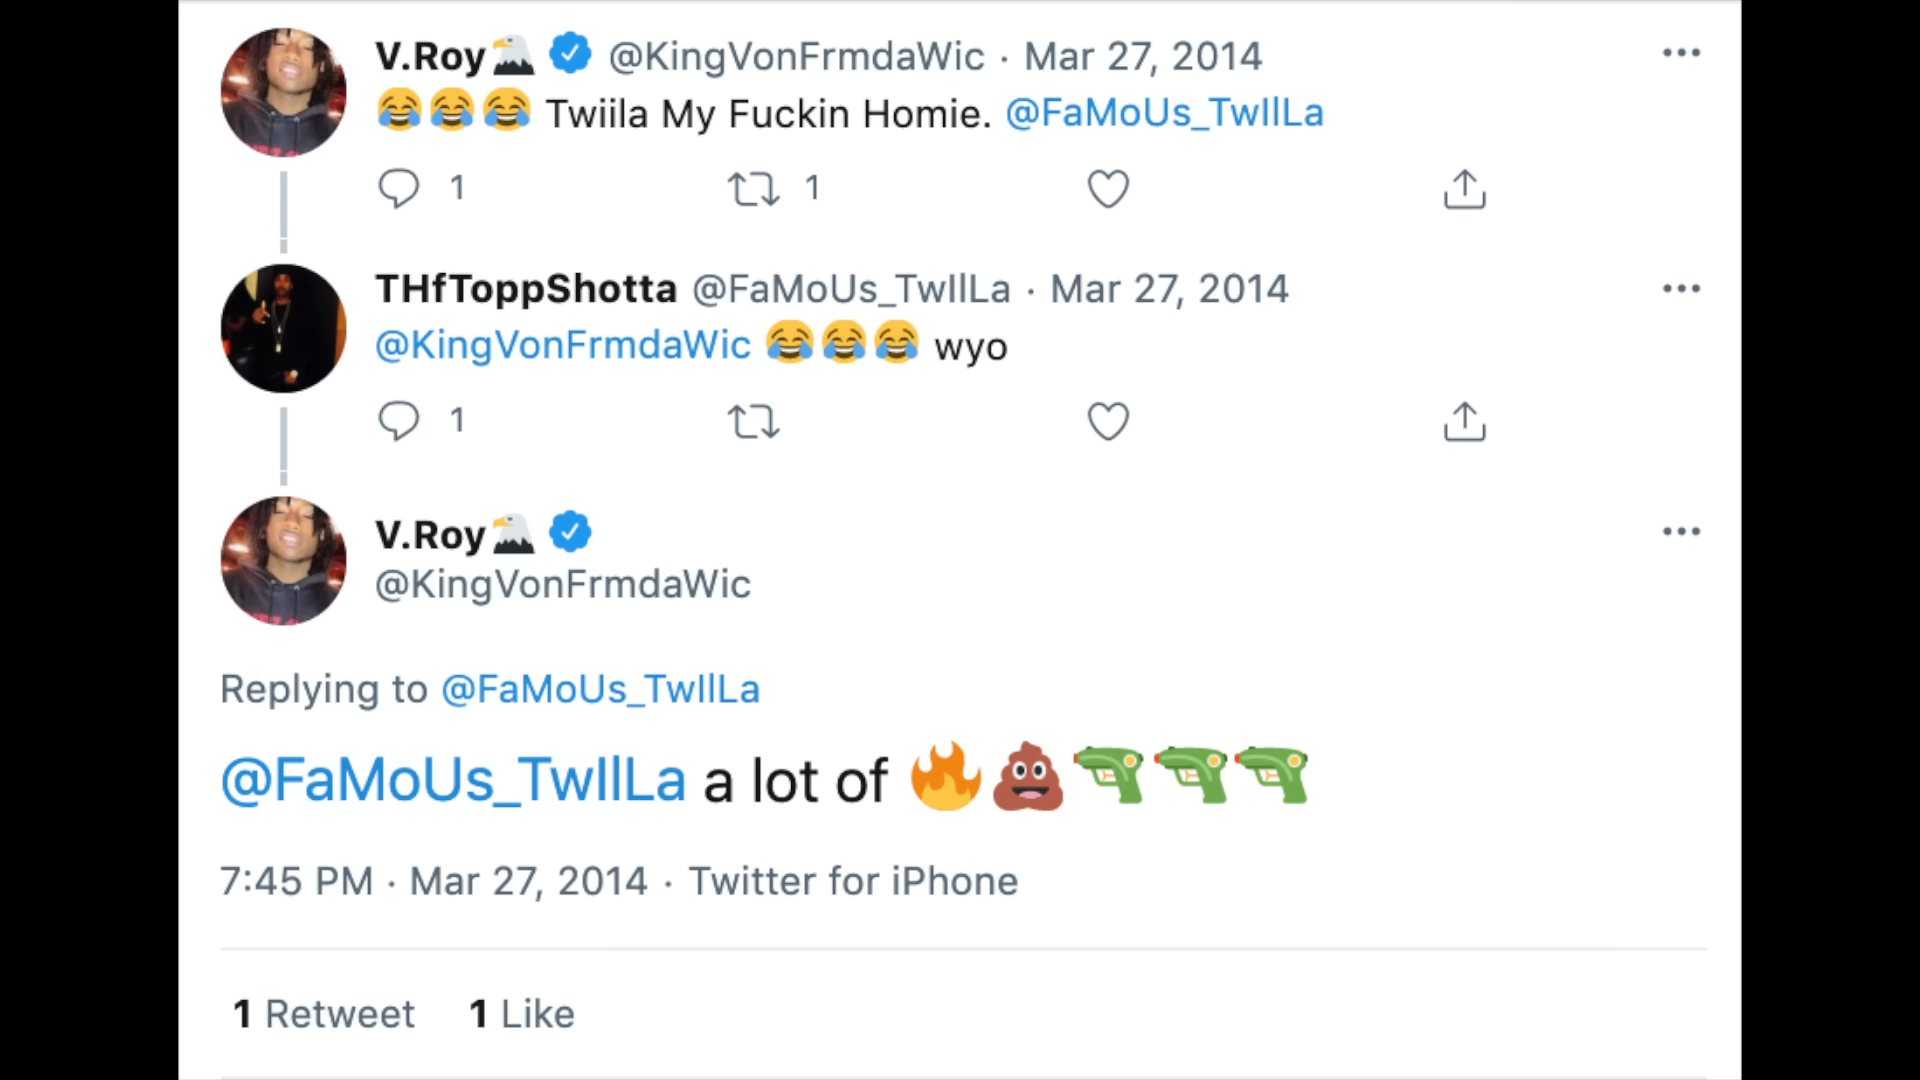 V.Roy🦅 @KingVonFrmdaWic · Mar 27, 2014
😂😂😂 Twiila My Fuckin Homie. @FaMoUs_TwIlLa
1 1
THfToppShotta @FaMoUs_TwIlLa · Mar 27, 2014
@KingVonFrmdaWic 😂😂😂 wyo
1
V.Roy🦅
@KingVonFrmdaWic
Replying to @FaMoUs_TwIlLa
@FaMoUs_TwIlLa a lot of 🔥💩🔫🔫🔫
7:45 PM · Mar 27, 2014 · Twitter for iPhone
1 Retweet 1 Like